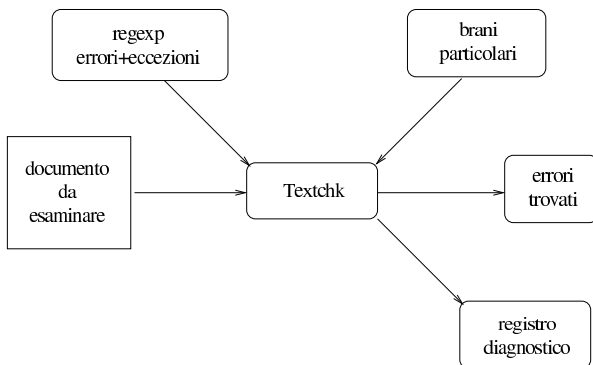 regexp
errori+eccezioni
brani
particolari
documento
da
esaminare
Textchk
errori
trovati
registro
diagnostico